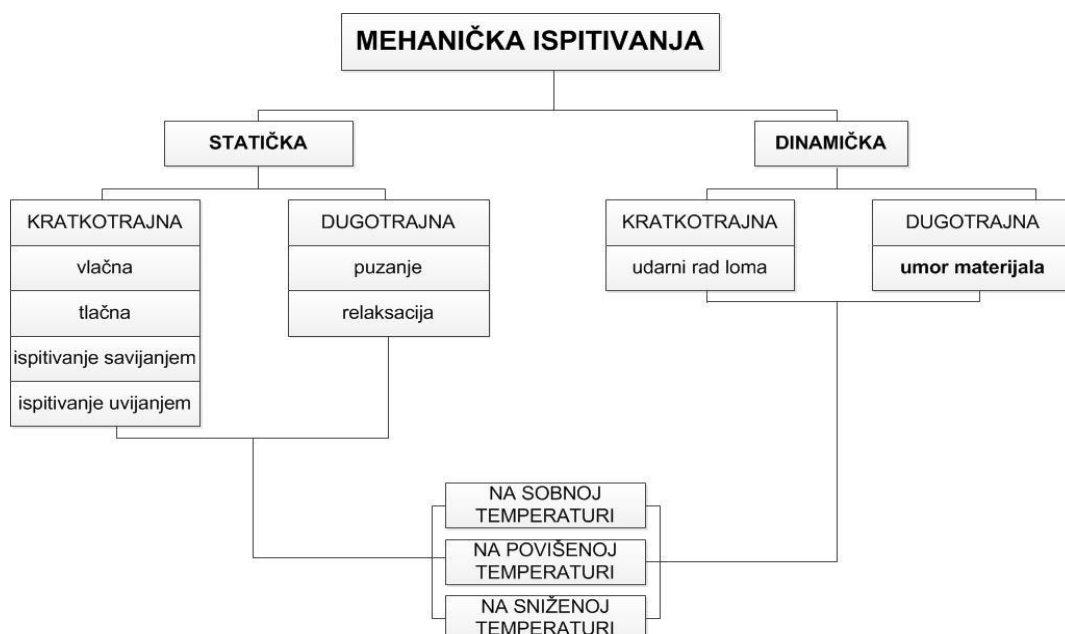 MEHANIČKA ISPITIVANJA
STATIČKA
DINAMIČKA
KRATKOTRAJNA
vlačna
tlačna
ispitivanje savijanjem
ispitivanje uvijanjem
DUGOTRAJNA
puzanje
relaksacija
KRATKOTRAJNA
udarni rad loma
DUGOTRAJNA
umor materijala
NA SOBNOJ
TEMPERATURI
NA POVIŠENOJ
TEMPERATURI
NA SNIŽENOJ
TEMPERATURI